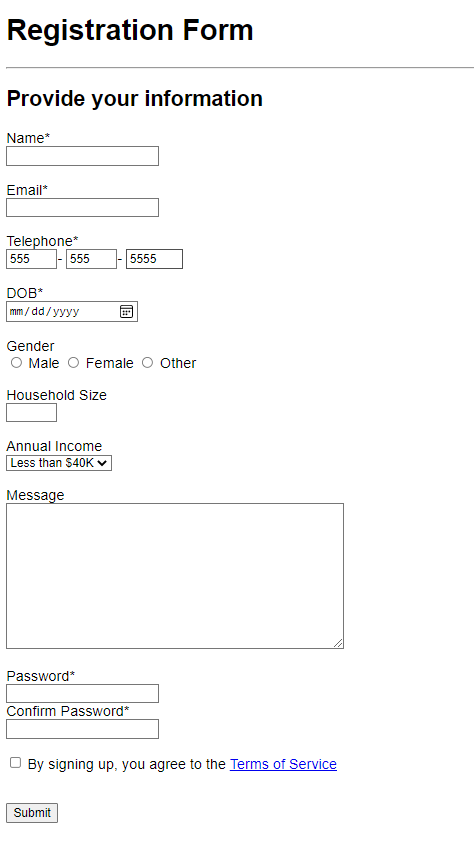 Registration Form
Provide your information
Name*
Email*
Telephone*
555 - 555 - 5555
DOB*
mm/dd/yyyy
Gender
Male Female Other
Household Size
Annual Income
Less than $40K
Message
Password*
Confirm Password*
By signing up, you agree to the Terms of Service
Submit